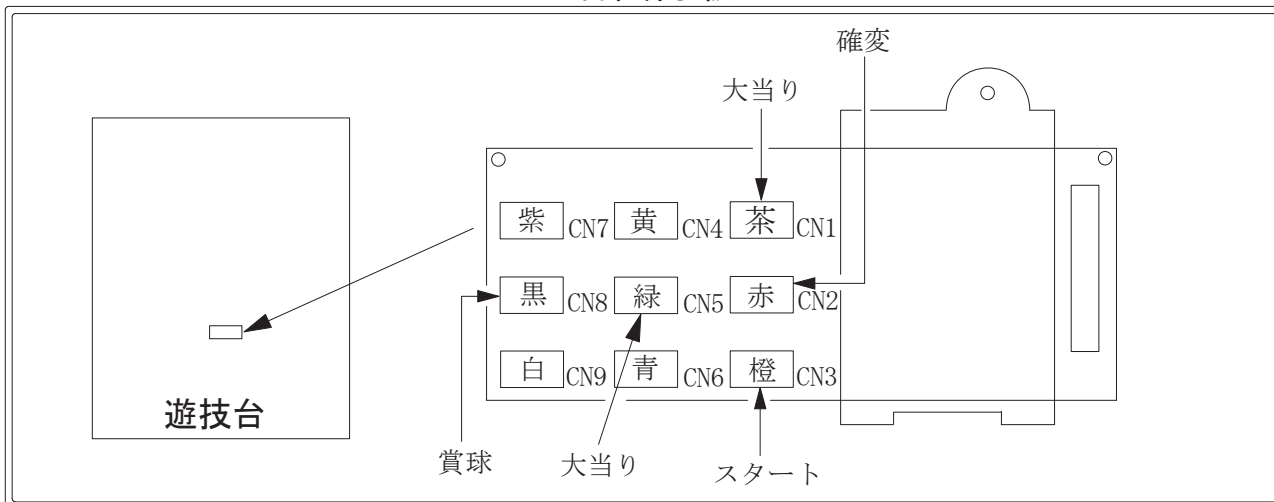 確変
大当り
紫 CN7 黄 CN4 茶 CN1
黒 CN8 緑 CN5 赤 CN2
白 CN9 青 CN6 橙 CN3
遊技台
賞球
大当り
スタート